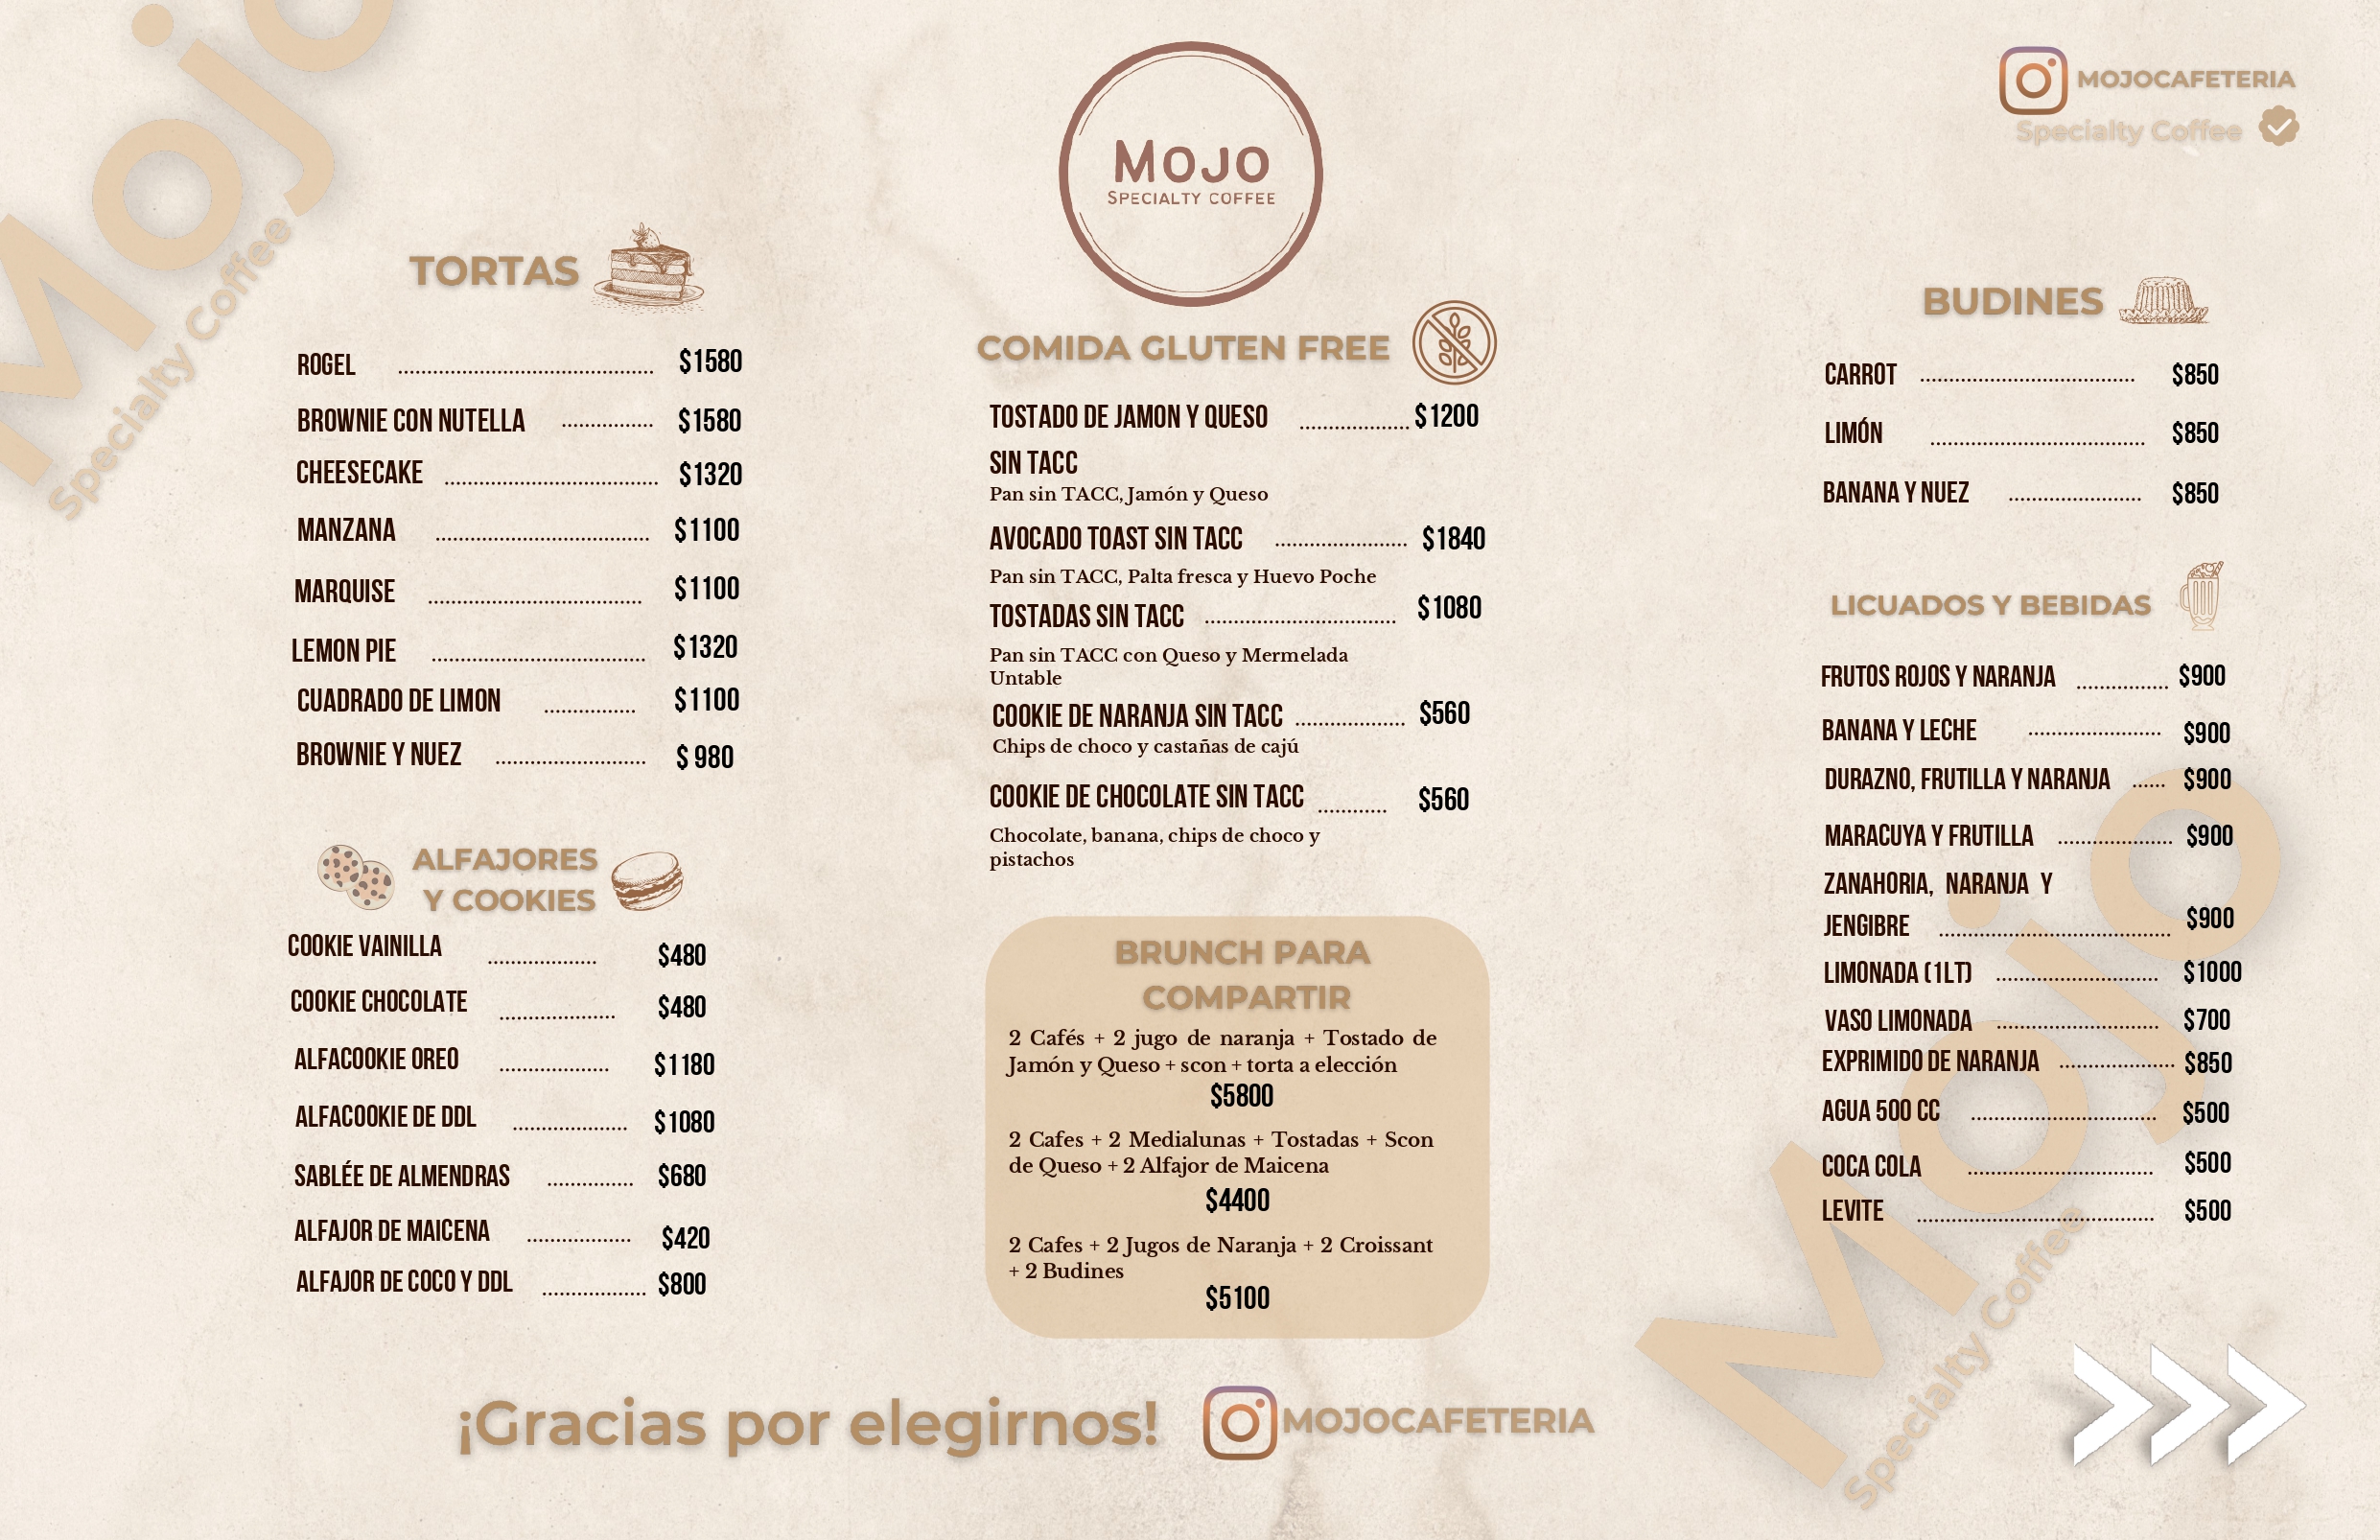 Mojo
Specialty Coffee
MOJO
SPECIALTY COFFEE
MOJOCAFETERIA
Specialty Coffee
TORTAS
ROGEL ........ $1580
BROWNIE CON NUTELLA ........ $1580
CHEESECAKE ........ $1320
MANZANA ........ $1100
MARQUISE ........ $1100
LEMON PIE ........ $1320
CUADRADO DE LIMON ........ $1100
BROWNIE Y NUEZ ........ $ 980
ALFAJORES
Y COOKIES
COOKIE VAINILLA ........ $480
COOKIE CHOCOLATE ........ $480
ALFACOOKIE OREO ........ $1180
ALFACOOKIE DE DDL ........ $1080
SABLÉE DE ALMENDRAS ........ $680
ALFAJOR DE MAICENA ........ $420
ALFAJOR DE COCO Y DDL ........ $800
COMIDA GLUTEN FREE
TOSTADO DE JAMON Y QUESO ........ $1200
SIN TACC
Pan sin TACC, Jamón y Queso
AVOCADO TOAST SIN TACC ........ $1840
Pan sin TACC, Palta fresca y Huevo Poche
TOSTADAS SIN TACC ........ $1080
Pan sin TACC con Queso y Mermelada
Untable
COOKIE DE NARANJA SIN TACC ........ $560
Chips de choco y castañas de cajú
COOKIE DE CHOCOLATE SIN TACC ........ $560
Chocolate, banana, chips de choco y
pistachos
BRUNCH PARA
COMPARTIR
2 Cafés + 2 jugo de naranja + Tostado de
Jamón y Queso + scon + torta a elección
$5800
2 Cafes + 2 Medialunas + Tostadas + Scon
de Queso + 2 Alfajor de Maicena
$4400
2 Cafes + 2 Jugos de Naranja + 2 Croissant
+ 2 Budines
$5100
BUDINES
CARROT ........ $850
LIMÓN ........ $850
BANANA Y NUEZ ........ $850
LICUADOS Y BEBIDAS
FRUTOS ROJOS Y NARANJA ........ $900
BANANA Y LECHE ........ $900
DURAZNO, FRUTILLA Y NARANJA ........ $900
MARACUYA Y FRUTILLA ........ $900
ZANAHORIA, NARANJA Y
JENGIBRE ........ $900
LIMONADA (1LT) ........ $1000
VASO LIMONADA ........ $700
EXPRIMIDO DE NARANJA ........ $850
AGUA 500 CC ........ $500
COCA COLA ........ $500
LEVITE ........ $500
Mojo
Specialty Coffee
¡Gracias por elegirnos!
MOJOCAFETERIA